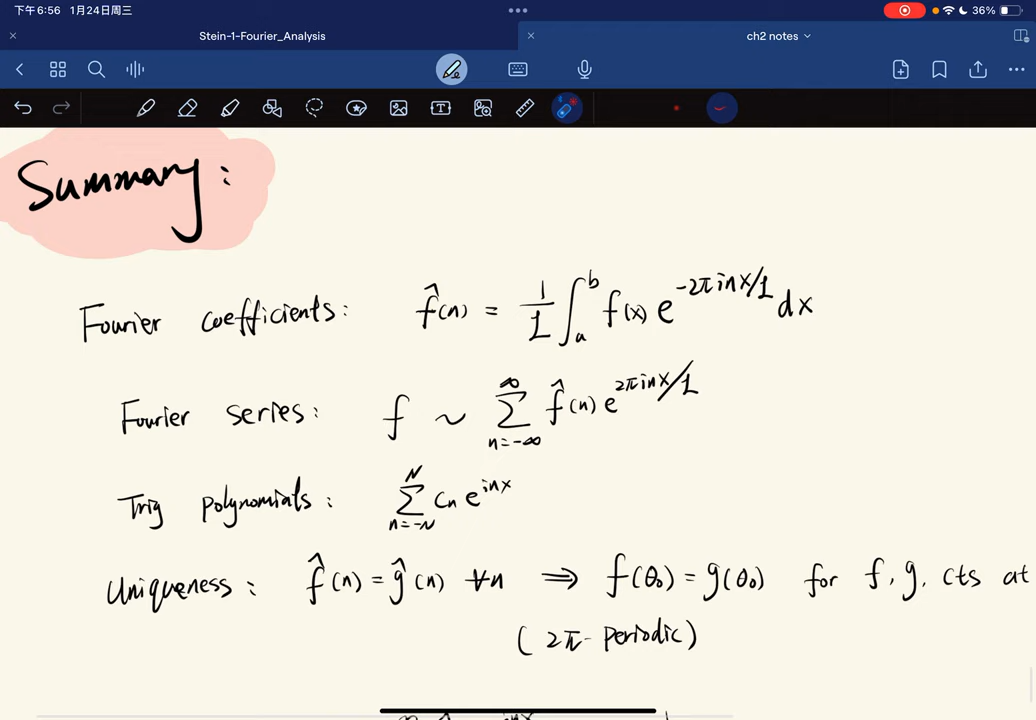 下午6:56 1月24日周三 36%
Stein-1-Fourier_Analysis ch2 notes
Summary:
Fourier coefficients: f̂(n) = 1/L ∫_a^b f(x) e^{-2πinx/L} dx
Fourier series: f ~ ∑_{n=-∞}^{∞} f̂(n) e^{2πinx/L}
Trig polynomials: ∑_{n=-N}^{N} c_n e^{inx}
Uniqueness: f̂(n) = ĝ(n) ∀n ⟹ f(θ₀) = g(θ₀) for f, g, cts at
(2π-periodic)